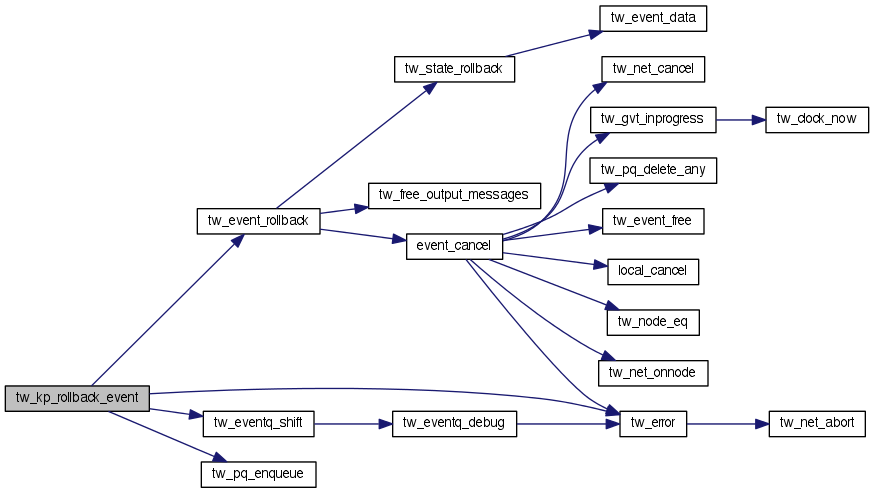 tw_event_data
tw_state_rollback
tw_net_cancel
tw_gvt_inprogress
tw_clock_now
tw_pq_delete_any
tw_free_output_messages
tw_event_rollback
tw_event_free
event_cancel
local_cancel
tw_node_eq
tw_net_onnode
tw_kp_rollback_event
tw_eventq_shift
tw_eventq_debug
tw_error
tw_net_abort
tw_pq_enqueue